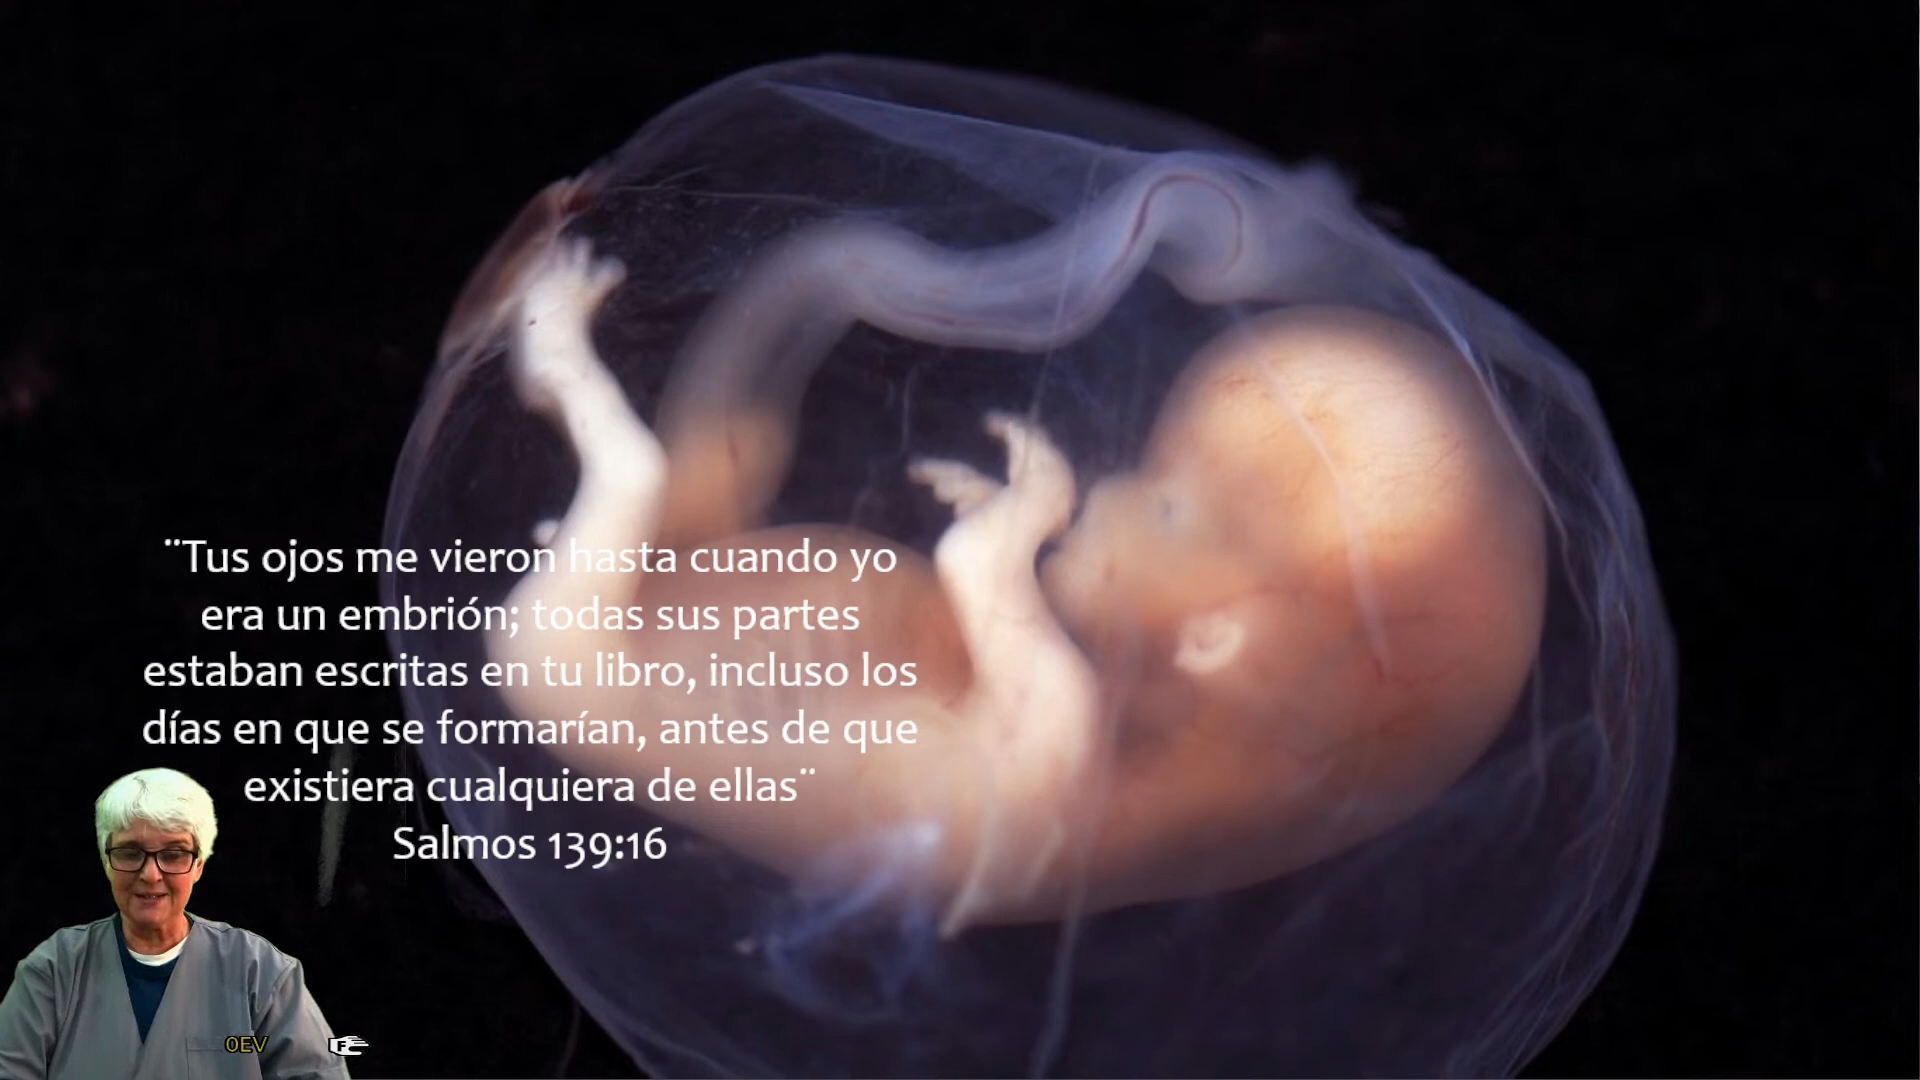 ¨Tus ojos me vieron hasta cuando yo
era un embrión; todas sus partes
estaban escritas en tu libro, incluso los
días en que se formarían, antes de que
existiera cualquiera de ellas¨
Salmos 139:16
OEV
F